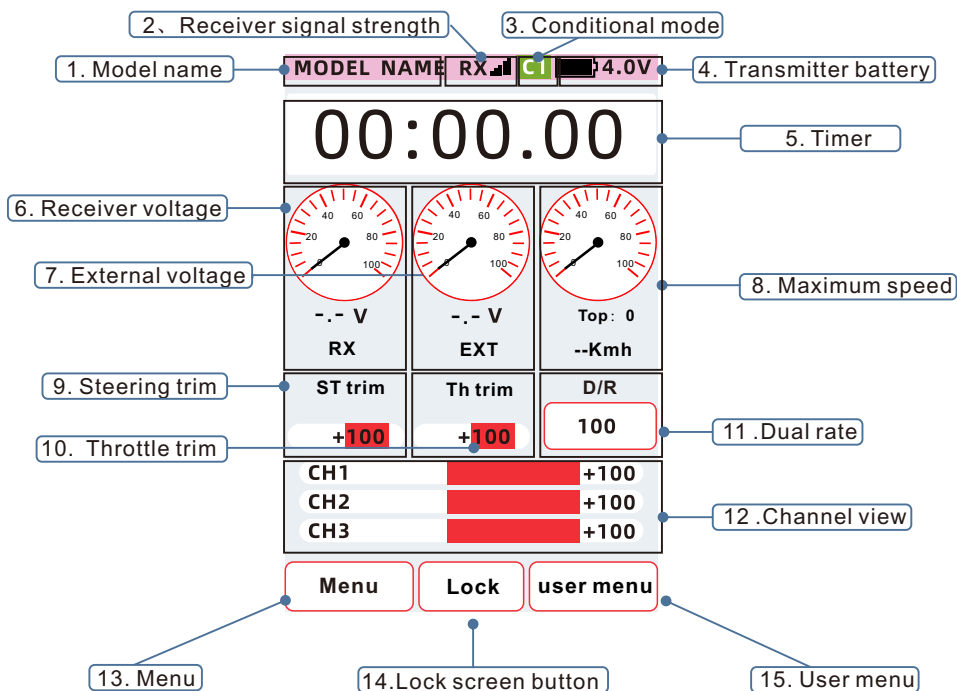 2、Receiver signal strength
3. Conditional mode
1. Model name
MODEL NAME RX C1 4.0V
4. Transmitter battery
00:00.00
5. Timer
6. Receiver voltage
0 20 40 60 80 100
0 20 40 60 80 100
0 20 40 60 80 100
7. External voltage
8. Maximum speed
-.- V
-.- V
Top: 0
RX
EXT
--Kmh
9. Steering trim
ST trim
Th trim
D/R
+100
+100
100
10. Throttle trim
11 .Dual rate
CH1 +100
CH2 +100
CH3 +100
12 .Channel view
Menu
Lock
user menu
13. Menu
14.Lock screen button
15. User menu